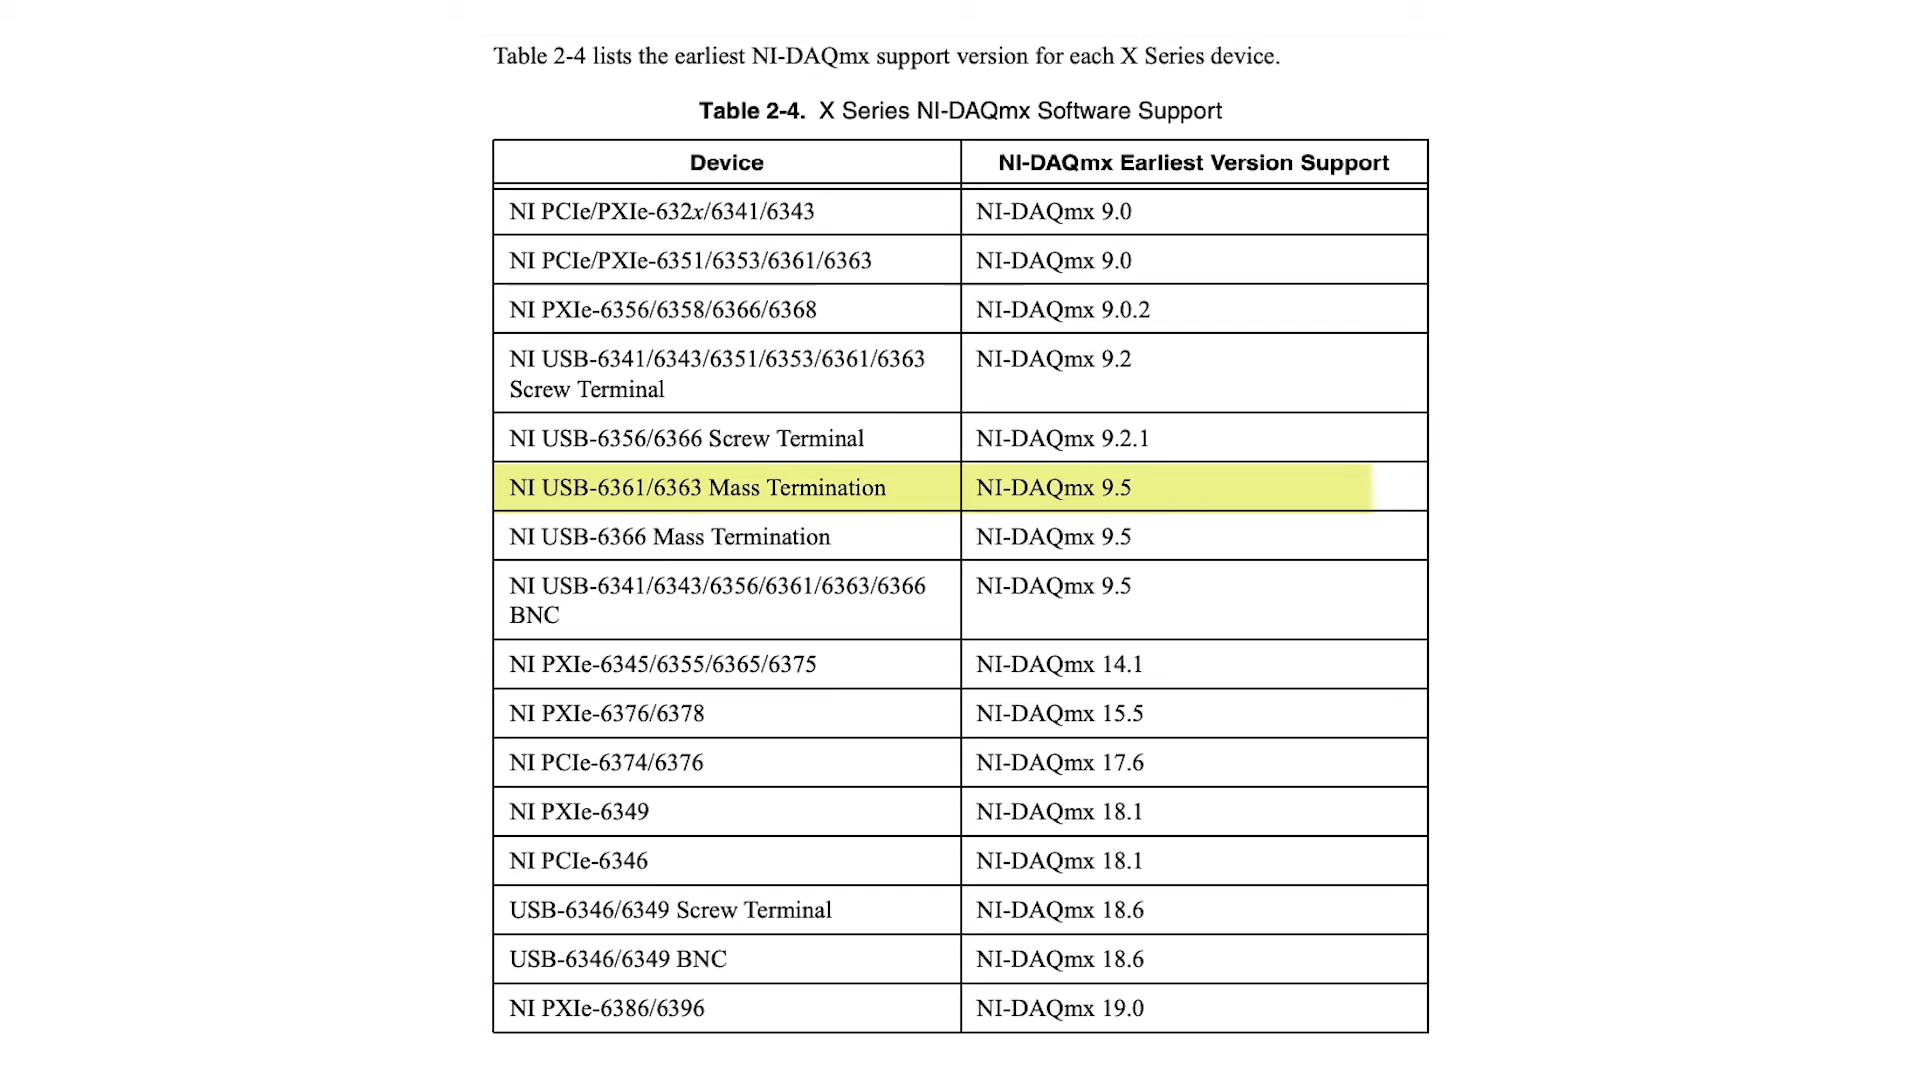 Table 2-4 lists the earliest NI-DAQmx support version for each X Series device.
Table 2-4. X Series NI-DAQmx Software Support
Device NI-DAQmx Earliest Version Support
NI PCIe/PXIe-632x/6341/6343 NI-DAQmx 9.0
NI PCIe/PXIe-6351/6353/6361/6363 NI-DAQmx 9.0
NI PXIe-6356/6358/6366/6368 NI-DAQmx 9.0.2
NI USB-6341/6343/6351/6353/6361/6363 NI-DAQmx 9.2
Screw Terminal
NI USB-6356/6366 Screw Terminal NI-DAQmx 9.2.1
NI USB-6361/6363 Mass Termination NI-DAQmx 9.5
NI USB-6366 Mass Termination NI-DAQmx 9.5
NI USB-6341/6343/6356/6361/6363/6366 NI-DAQmx 9.5
BNC
NI PXIe-6345/6355/6365/6375 NI-DAQmx 14.1
NI PXIe-6376/6378 NI-DAQmx 15.5
NI PCIe-6374/6376 NI-DAQmx 17.6
NI PXIe-6349 NI-DAQmx 18.1
NI PCIe-6346 NI-DAQmx 18.1
USB-6346/6349 Screw Terminal NI-DAQmx 18.6
USB-6346/6349 BNC NI-DAQmx 18.6
NI PXIe-6386/6396 NI-DAQmx 19.0